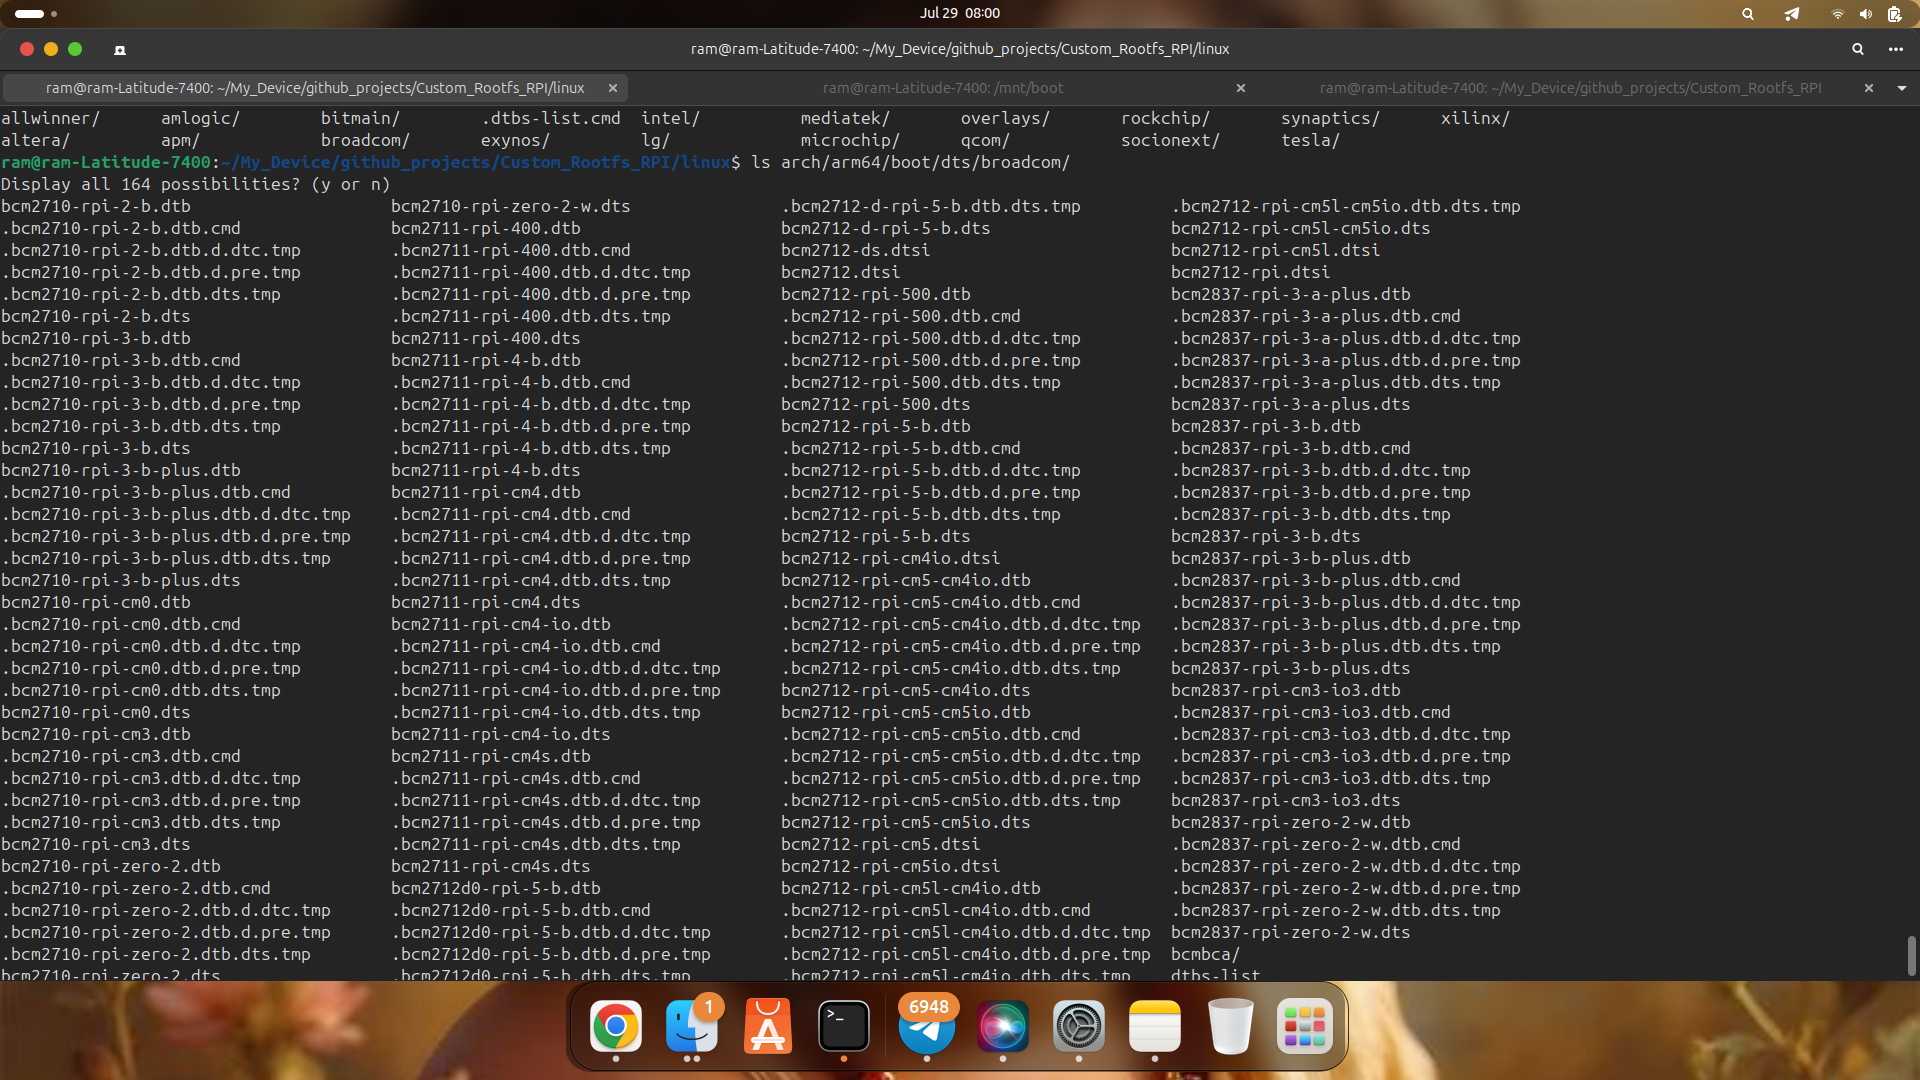 Jul 29  08:00
ram@ram-Latitude-7400: ~/My_Device/github_projects/Custom_Rootfs_RPI/linux
ram@ram-Latitude-7400: ~/My_Device/github_projects/Custom_Rootfs_RPI/linux    ram@ram-Latitude-7400: /mnt/boot    ram@ram-Latitude-7400: ~/My_Device/github_projects/Custom_Rootfs_RPI
allwinner/ amlogic/ bitmain/ .dtbs-list.cmd intel/ mediatek/ overlays/ rockchip/ synaptics/ xilinx/
altera/ apm/ broadcom/ exynos/ lg/ microchip/ qcom/ socionext/ tesla/
ram@ram-Latitude-7400:~/My_Device/github_projects/Custom_Rootfs_RPI/linux$ ls arch/arm64/boot/dts/broadcom/
Display all 164 possibilities? (y or n)
bcm2710-rpi-2-b.dtb bcm2710-rpi-zero-2-w.dts .bcm2712-d-rpi-5-b.dtb.dts.tmp .bcm2712-rpi-cm5l-cm5io.dtb.dts.tmp
.bcm2710-rpi-2-b.dtb.cmd bcm2711-rpi-400.dtb bcm2712-d-rpi-5-b.dts bcm2712-rpi-cm5l-cm5io.dts
.bcm2710-rpi-2-b.dtb.d.dtc.tmp .bcm2711-rpi-400.dtb.cmd bcm2712-ds.dtsi bcm2712-rpi-cm5l.dtsi
.bcm2710-rpi-2-b.dtb.d.pre.tmp .bcm2711-rpi-400.dtb.d.dtc.tmp bcm2712.dtsi bcm2712-rpi.dtsi
.bcm2710-rpi-2-b.dtb.dts.tmp .bcm2711-rpi-400.dtb.d.pre.tmp bcm2712-rpi-500.dtb bcm2837-rpi-3-a-plus.dtb
bcm2710-rpi-2-b.dts .bcm2711-rpi-400.dtb.dts.tmp .bcm2712-rpi-500.dtb.cmd .bcm2837-rpi-3-a-plus.dtb.cmd
bcm2710-rpi-3-b.dtb bcm2711-rpi-400.dts .bcm2712-rpi-500.dtb.d.dtc.tmp .bcm2837-rpi-3-a-plus.dtb.d.dtc.tmp
.bcm2710-rpi-3-b.dtb.cmd bcm2711-rpi-4-b.dtb .bcm2712-rpi-500.dtb.d.pre.tmp .bcm2837-rpi-3-a-plus.dtb.d.pre.tmp
.bcm2710-rpi-3-b.dtb.d.dtc.tmp .bcm2711-rpi-4-b.dtb.cmd .bcm2712-rpi-500.dtb.dts.tmp .bcm2837-rpi-3-a-plus.dtb.dts.tmp
.bcm2710-rpi-3-b.dtb.d.pre.tmp .bcm2711-rpi-4-b.dtb.d.dtc.tmp bcm2712-rpi-500.dts bcm2837-rpi-3-a-plus.dts
.bcm2710-rpi-3-b.dtb.dts.tmp .bcm2711-rpi-4-b.dtb.d.pre.tmp bcm2712-rpi-5-b.dtb bcm2837-rpi-3-b.dtb
bcm2710-rpi-3-b.dts .bcm2711-rpi-4-b.dtb.dts.tmp .bcm2712-rpi-5-b.dtb.cmd .bcm2837-rpi-3-b.dtb.cmd
bcm2710-rpi-3-b-plus.dtb bcm2711-rpi-4-b.dts .bcm2712-rpi-5-b.dtb.d.dtc.tmp .bcm2837-rpi-3-b.dtb.d.dtc.tmp
.bcm2710-rpi-3-b-plus.dtb.cmd bcm2711-rpi-cm4.dtb .bcm2712-rpi-5-b.dtb.d.pre.tmp .bcm2837-rpi-3-b.dtb.d.pre.tmp
.bcm2710-rpi-3-b-plus.dtb.d.dtc.tmp .bcm2711-rpi-cm4.dtb.cmd .bcm2712-rpi-5-b.dtb.dts.tmp .bcm2837-rpi-3-b.dtb.dts.tmp
.bcm2710-rpi-3-b-plus.dtb.d.pre.tmp .bcm2711-rpi-cm4.dtb.d.dtc.tmp bcm2712-rpi-5-b.dts bcm2837-rpi-3-b.dts
.bcm2710-rpi-3-b-plus.dtb.dts.tmp .bcm2711-rpi-cm4.dtb.d.pre.tmp bcm2712-rpi-cm4io.dtsi bcm2837-rpi-3-b-plus.dtb
bcm2710-rpi-3-b-plus.dts .bcm2711-rpi-cm4.dtb.dts.tmp bcm2712-rpi-cm5-cm4io.dtb .bcm2837-rpi-3-b-plus.dtb.cmd
bcm2710-rpi-cm0.dtb bcm2711-rpi-cm4.dts .bcm2712-rpi-cm5-cm4io.dtb.cmd .bcm2837-rpi-3-b-plus.dtb.d.dtc.tmp
.bcm2710-rpi-cm0.dtb.cmd bcm2711-rpi-cm4-io.dtb .bcm2712-rpi-cm5-cm4io.dtb.d.dtc.tmp .bcm2837-rpi-3-b-plus.dtb.d.pre.tmp
.bcm2710-rpi-cm0.dtb.d.dtc.tmp .bcm2711-rpi-cm4-io.dtb.cmd .bcm2712-rpi-cm5-cm4io.dtb.d.pre.tmp .bcm2837-rpi-3-b-plus.dtb.dts.tmp
.bcm2710-rpi-cm0.dtb.d.pre.tmp .bcm2711-rpi-cm4-io.dtb.d.dtc.tmp .bcm2712-rpi-cm5-cm4io.dtb.dts.tmp bcm2837-rpi-3-b-plus.dts
.bcm2710-rpi-cm0.dtb.dts.tmp .bcm2711-rpi-cm4-io.dtb.d.pre.tmp bcm2712-rpi-cm5-cm4io.dts bcm2837-rpi-cm3-io3.dtb
bcm2710-rpi-cm0.dts .bcm2711-rpi-cm4-io.dtb.dts.tmp bcm2712-rpi-cm5-cm5io.dtb .bcm2837-rpi-cm3-io3.dtb.cmd
bcm2710-rpi-cm3.dtb bcm2711-rpi-cm4-io.dts .bcm2712-rpi-cm5-cm5io.dtb.cmd .bcm2837-rpi-cm3-io3.dtb.d.dtc.tmp
.bcm2710-rpi-cm3.dtb.cmd bcm2711-rpi-cm4s.dtb .bcm2712-rpi-cm5-cm5io.dtb.d.dtc.tmp .bcm2837-rpi-cm3-io3.dtb.d.pre.tmp
.bcm2710-rpi-cm3.dtb.d.dtc.tmp .bcm2711-rpi-cm4s.dtb.cmd .bcm2712-rpi-cm5-cm5io.dtb.d.pre.tmp .bcm2837-rpi-cm3-io3.dtb.dts.tmp
.bcm2710-rpi-cm3.dtb.d.pre.tmp .bcm2711-rpi-cm4s.dtb.d.dtc.tmp .bcm2712-rpi-cm5-cm5io.dtb.dts.tmp bcm2837-rpi-cm3-io3.dts
.bcm2710-rpi-cm3.dtb.dts.tmp .bcm2711-rpi-cm4s.dtb.d.pre.tmp bcm2712-rpi-cm5-cm5io.dts bcm2837-rpi-zero-2-w.dtb
bcm2710-rpi-cm3.dts .bcm2711-rpi-cm4s.dtb.dts.tmp bcm2712-rpi-cm5.dtsi .bcm2837-rpi-zero-2-w.dtb.cmd
bcm2710-rpi-zero-2.dtb bcm2711-rpi-cm4s.dts bcm2712-rpi-cm5io.dtsi .bcm2837-rpi-zero-2-w.dtb.d.dtc.tmp
.bcm2710-rpi-zero-2.dtb.cmd bcm2712d0-rpi-5-b.dtb bcm2712-rpi-cm5l-cm4io.dtb .bcm2837-rpi-zero-2-w.dtb.d.pre.tmp
.bcm2710-rpi-zero-2.dtb.d.dtc.tmp .bcm2712d0-rpi-5-b.dtb.cmd .bcm2712-rpi-cm5l-cm4io.dtb.cmd .bcm2837-rpi-zero-2-w.dtb.dts.tmp
.bcm2710-rpi-zero-2.dtb.d.pre.tmp .bcm2712d0-rpi-5-b.dtb.d.dtc.tmp .bcm2712-rpi-cm5l-cm4io.dtb.d.dtc.tmp bcm2837-rpi-zero-2-w.dts
.bcm2710-rpi-zero-2.dtb.dts.tmp .bcm2712d0-rpi-5-b.dtb.d.pre.tmp .bcm2712-rpi-cm5l-cm4io.dtb.d.pre.tmp bcmbca/
bcm2710-rpi-zero-2.dts .bcm2712d0-rpi-5-b.dtb.dts.tmp .bcm2712-rpi-cm5l-cm4io.dtb.dts.tmp dtbs-list
1 6948
>_